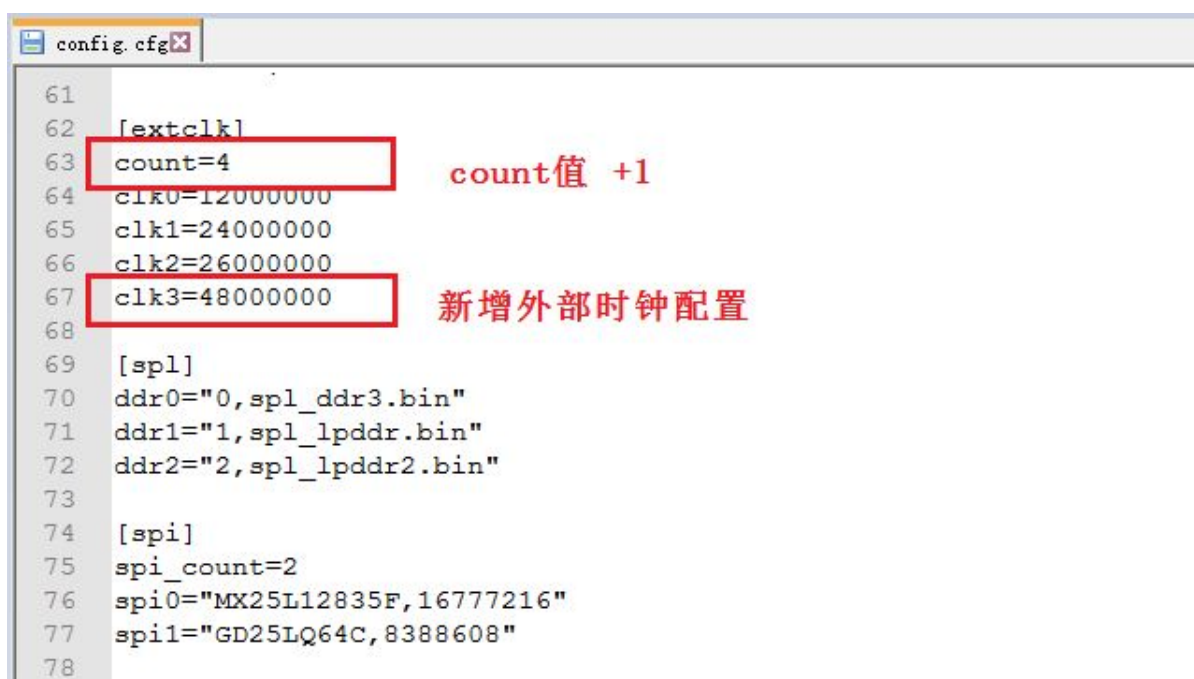 config.cfg
61
62 [extclk]
63 count=4
count值 +1
64 clk0=12000000
65 clk1=24000000
66 clk2=26000000
67 clk3=48000000
新增外部时钟配置
68
69 [spl]
70 ddr0="0,spl_ddr3.bin"
71 ddr1="1,spl_lpddr.bin"
72 ddr2="2,spl_lpddr2.bin"
73
74 [spi]
75 spi_count=2
76 spi0="MX25L12835F,16777216"
77 spi1="GD25LQ64C,8388608"
78